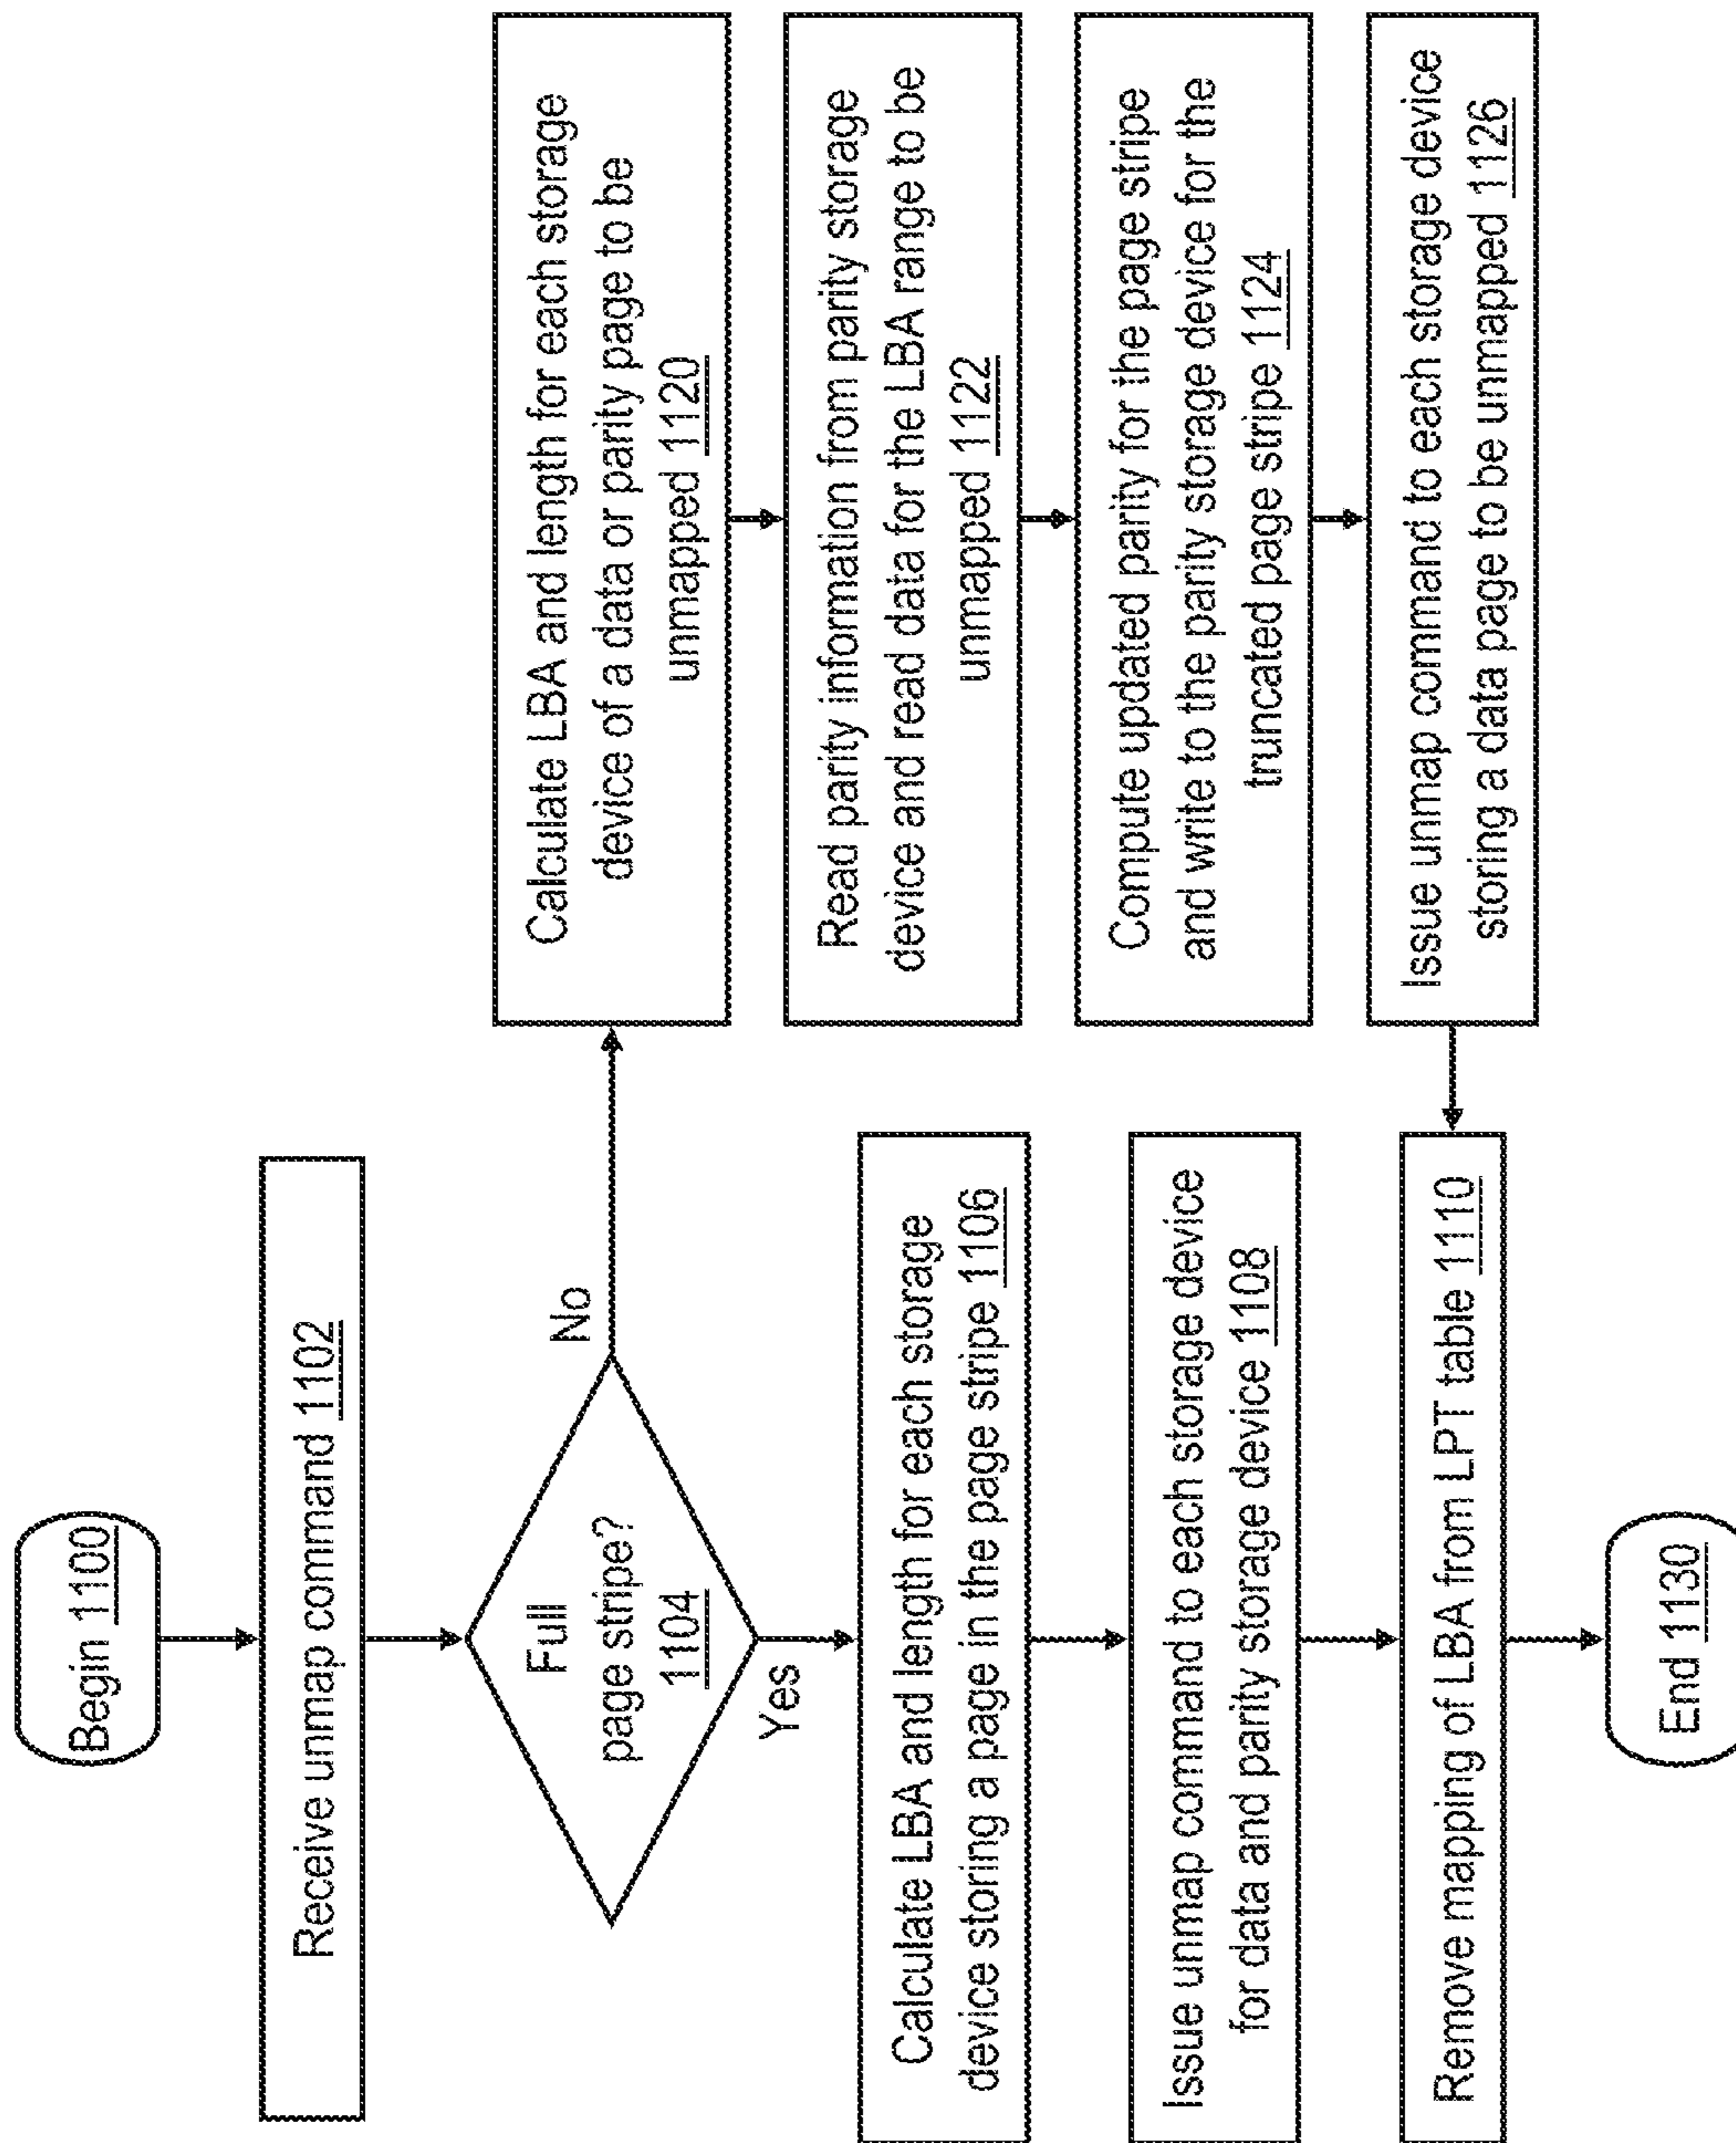 Begin 1100
Receive unmap command 1102
Full
page stripe?
1104
No
Yes
Calculate LBA and length for each storage
device storing a page in the page stripe 1106
Issue unmap command to each storage device
for data and parity storage device 1108
Remove mapping of LBA from LPT table 1110
End 1130
Calculate LBA and length for each storage
device of a data or parity page to be
unmapped 1120
Read parity information from parity storage
device and read data for the LBA range to be
unmapped 1122
Compute updated parity for the page stripe
and write to the parity storage device for the
truncated page stripe 1124
Issue unmap command to each storage device
storing a data page to be unmapped 1126